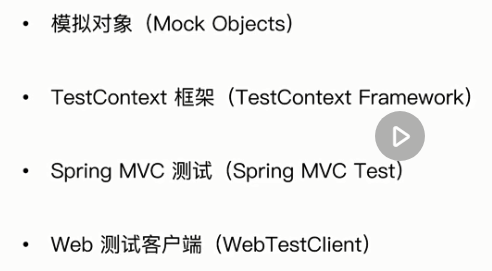 • 模拟对象（Mock Objects）
• TestContext 框架（TestContext Framework）
• Spring MVC 测试（Spring MVC Test）
• Web 测试客户端（WebTestClient）